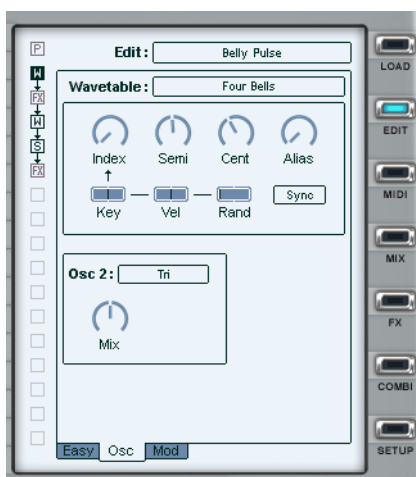 P
Edit: Belly Pulse
LOAD
W
Wavetable: Four Bells
FX
W
EDIT
S
Index Semi Cent Alias
FX
Sync
MIDI
Key Vel Rand
MIX
Osc 2: Tri
FX
Mix
COMBI
Easy Osc Mod
SETUP